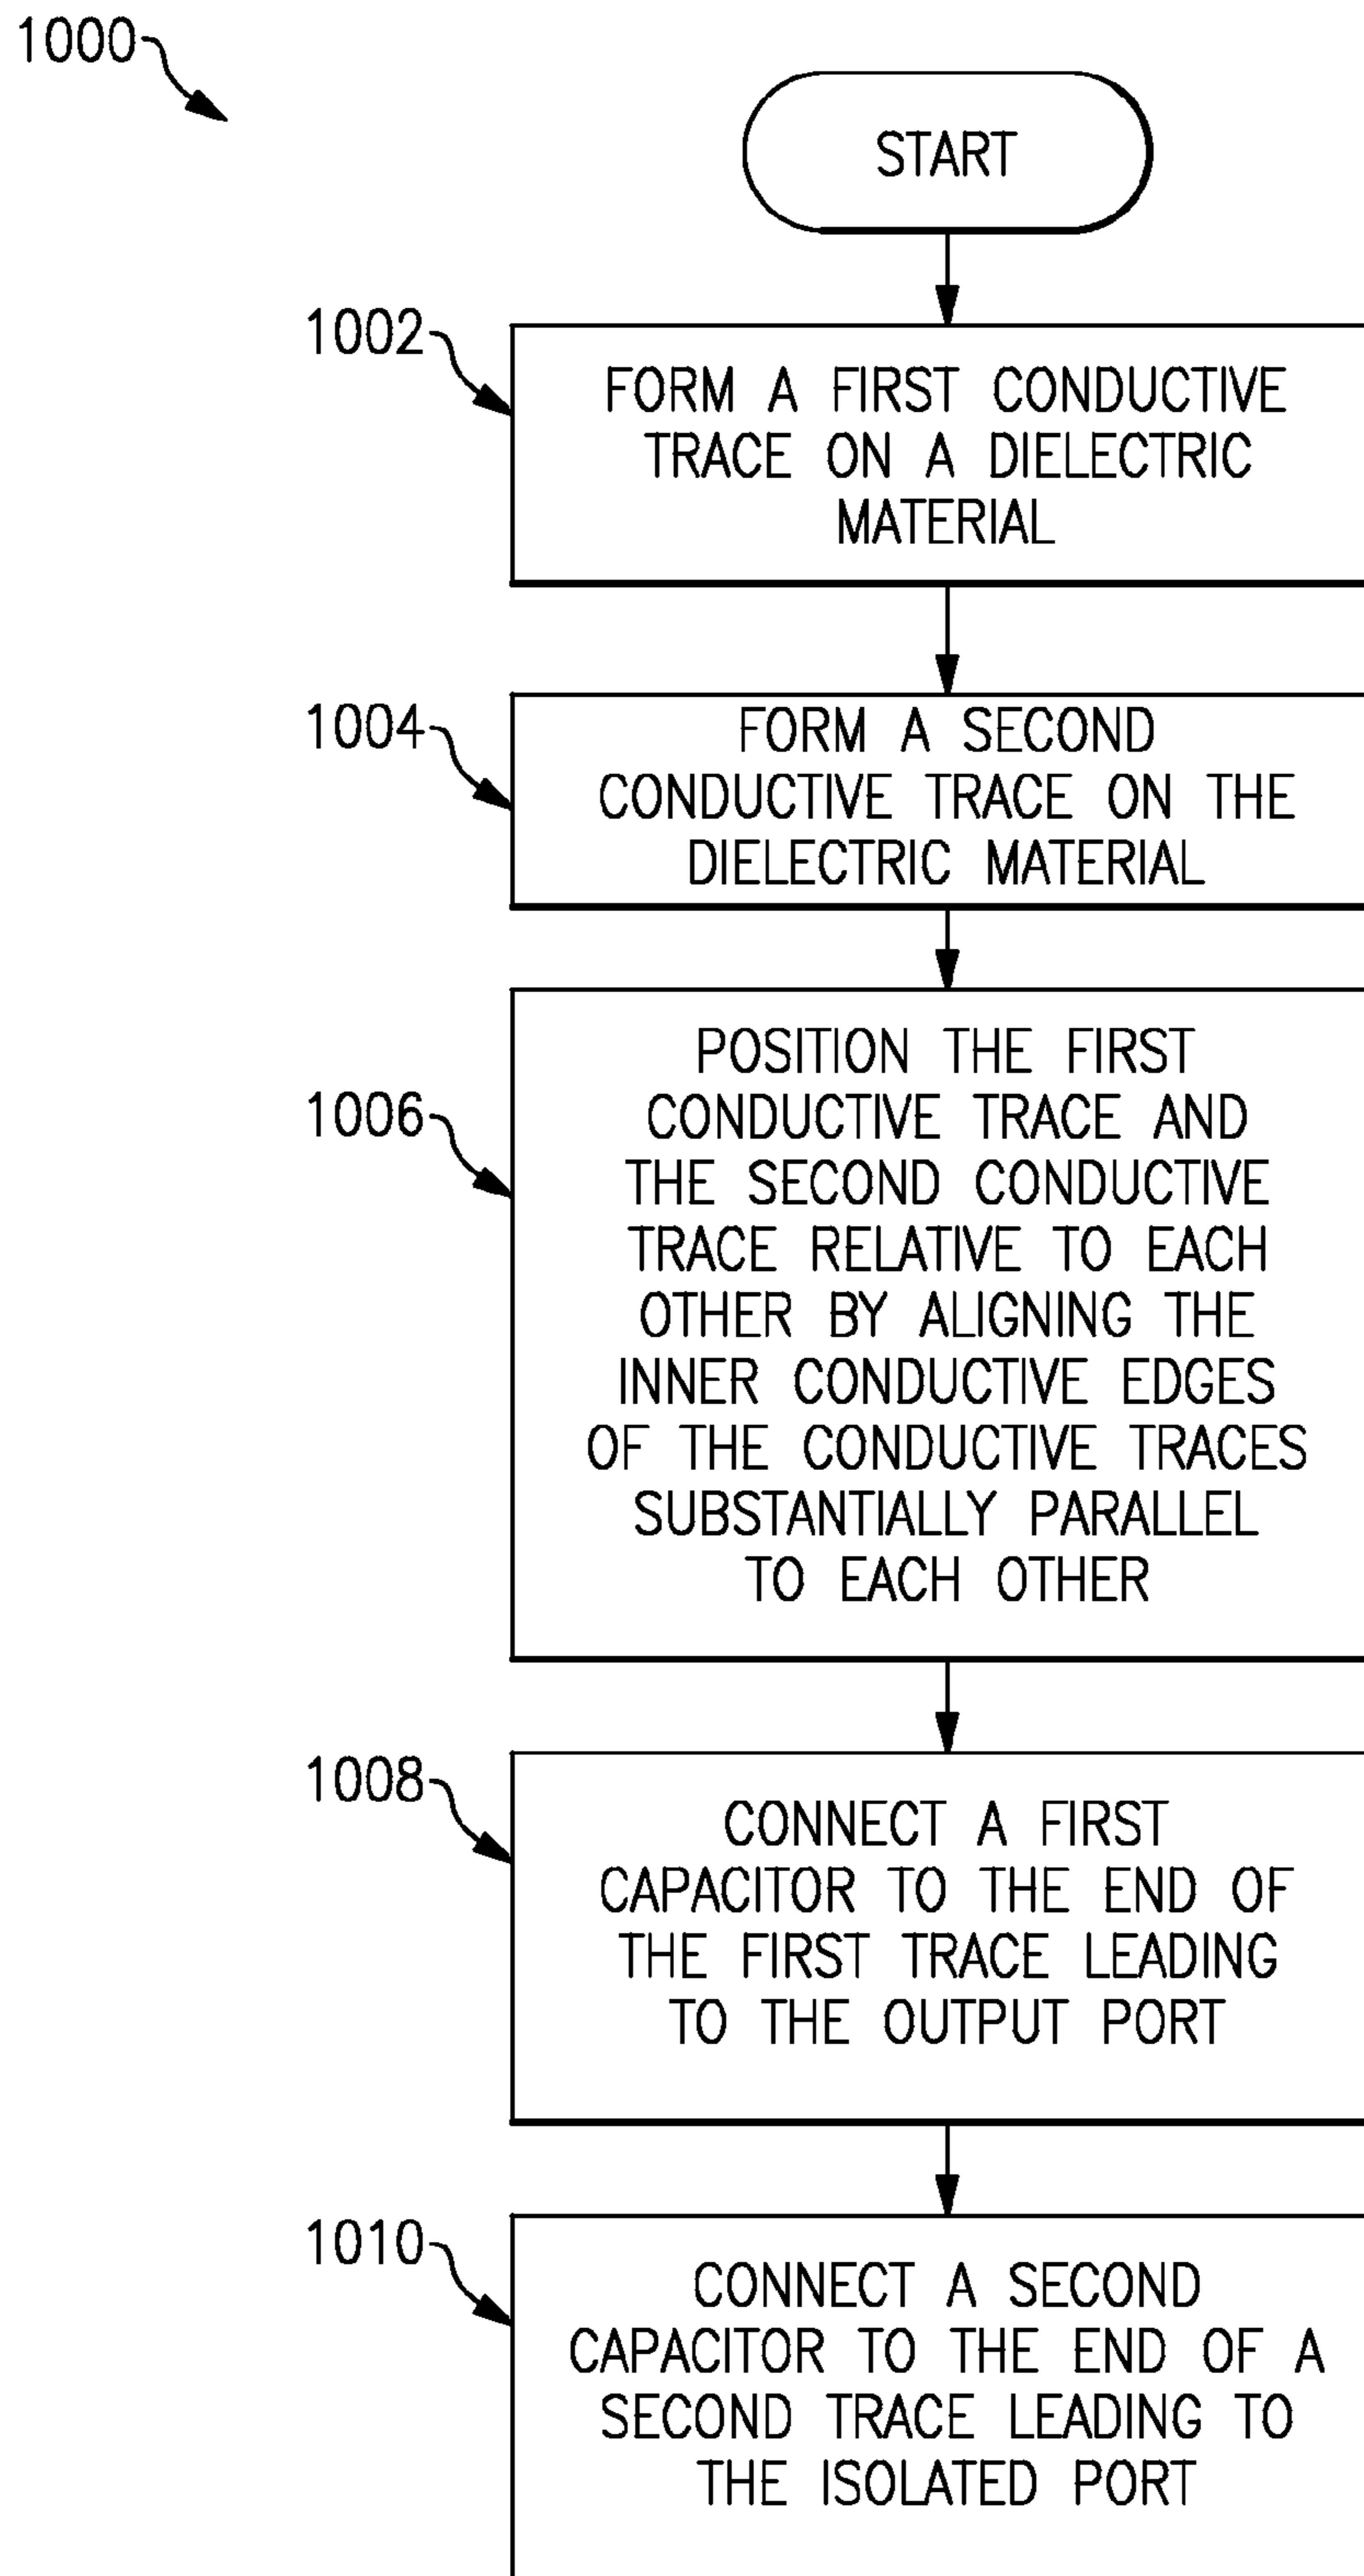 1000
START
1002
FORM A FIRST CONDUCTIVE
TRACE ON A DIELECTRIC
MATERIAL
1004
FORM A SECOND
CONDUCTIVE TRACE ON THE
DIELECTRIC MATERIAL
1006
POSITION THE FIRST
CONDUCTIVE TRACE AND
THE SECOND CONDUCTIVE
TRACE RELATIVE TO EACH
OTHER BY ALIGNING THE
INNER CONDUCTIVE EDGES
OF THE CONDUCTIVE TRACES
SUBSTANTIALLY PARALLEL
TO EACH OTHER
1008
CONNECT A FIRST
CAPACITOR TO THE END OF
THE FIRST TRACE LEADING
TO THE OUTPUT PORT
1010
CONNECT A SECOND
CAPACITOR TO THE END OF A
SECOND TRACE LEADING TO
THE ISOLATED PORT